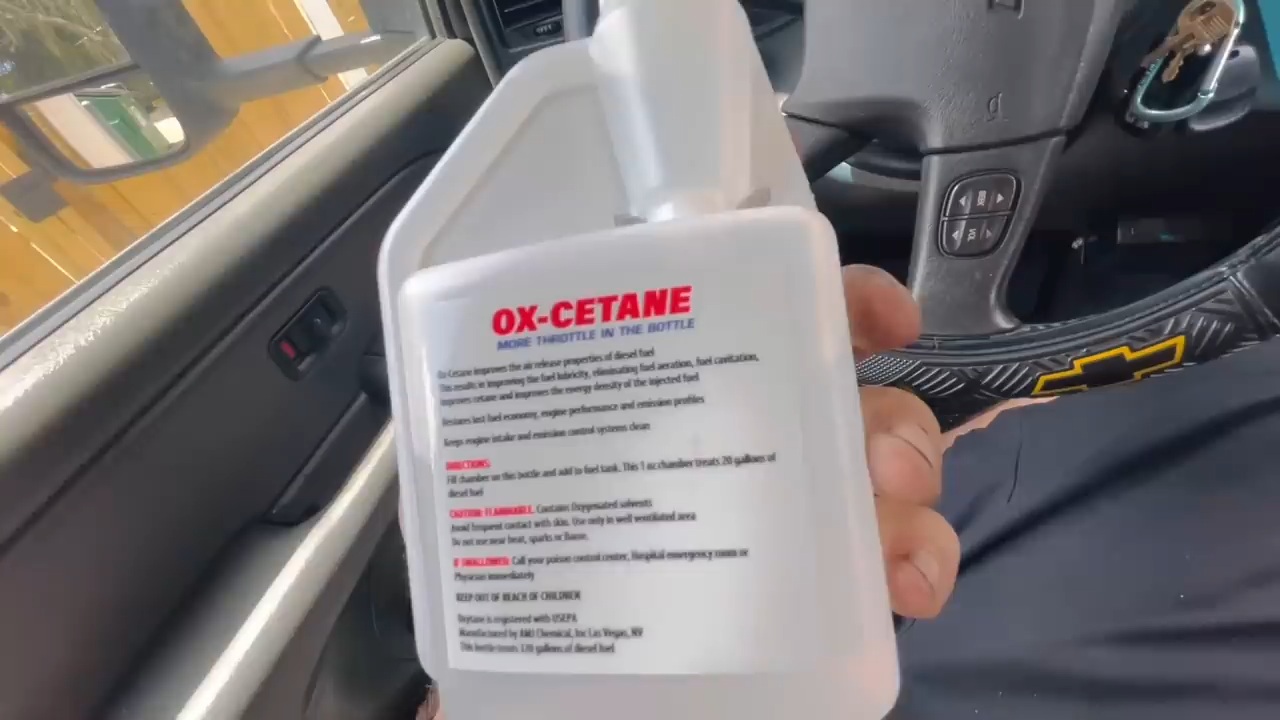 OX-CETANE
MORE THROTTLE IN THE BOTTLE
Ox-Cetane improves the air release properties of diesel fuel
This results in improving the fuel lubricity, eliminating fuel aeration, fuel cavitation,
improves cetane and improves the energy density of the injected fuel
Restores lost fuel economy, engine performance and emission profiles
Keeps engine intake and emission control systems clean
DIRECTIONS:
Fill chamber on this bottle and add to fuel tank. This 1 oz chamber treats 20 gallons of
diesel fuel
CAUTION: FLAMMABLE. Contains Oxygenated solvents
Avoid frequent contact with skin. Use only in well ventilated area
Do not use near heat, sparks or flame.
IF SWALLOWED: Call your poison control center, Hospital emergency room or
Physician immediately
KEEP OUT OF REACH OF CHILDREN
is registered with USEPA
Manufactured by Chemical, Inc Las Vegas, NV
bottle treats gallons of diesel fuel
VOL